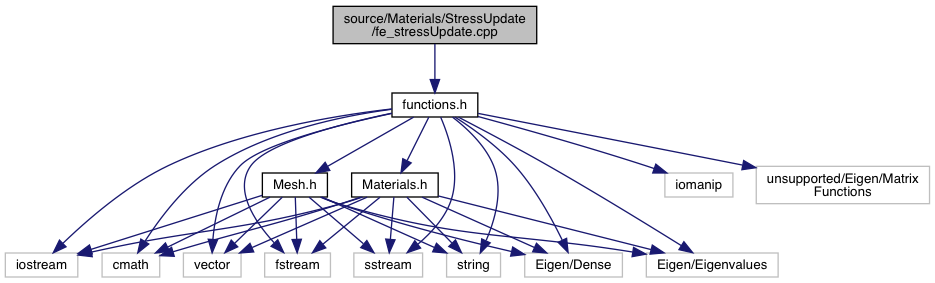 source/Materials/StressUpdate
/fe_stressUpdate.cpp
functions.h
Mesh.h
Materials.h
iomanip
unsupported/Eigen/Matrix
Functions
iostream
cmath
vector
fstream
sstream
string
Eigen/Dense
Eigen/Eigenvalues